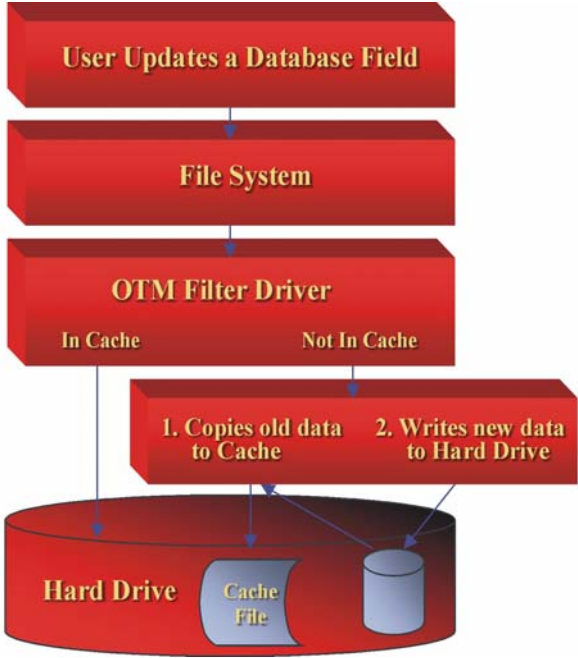 User Updates a Database Field
File System
OTM Filter Driver
In Cache
Not In Cache
1. Copies old data
to Cache
2. Writes new data
to Hard Drive
Hard Drive
Cache
File